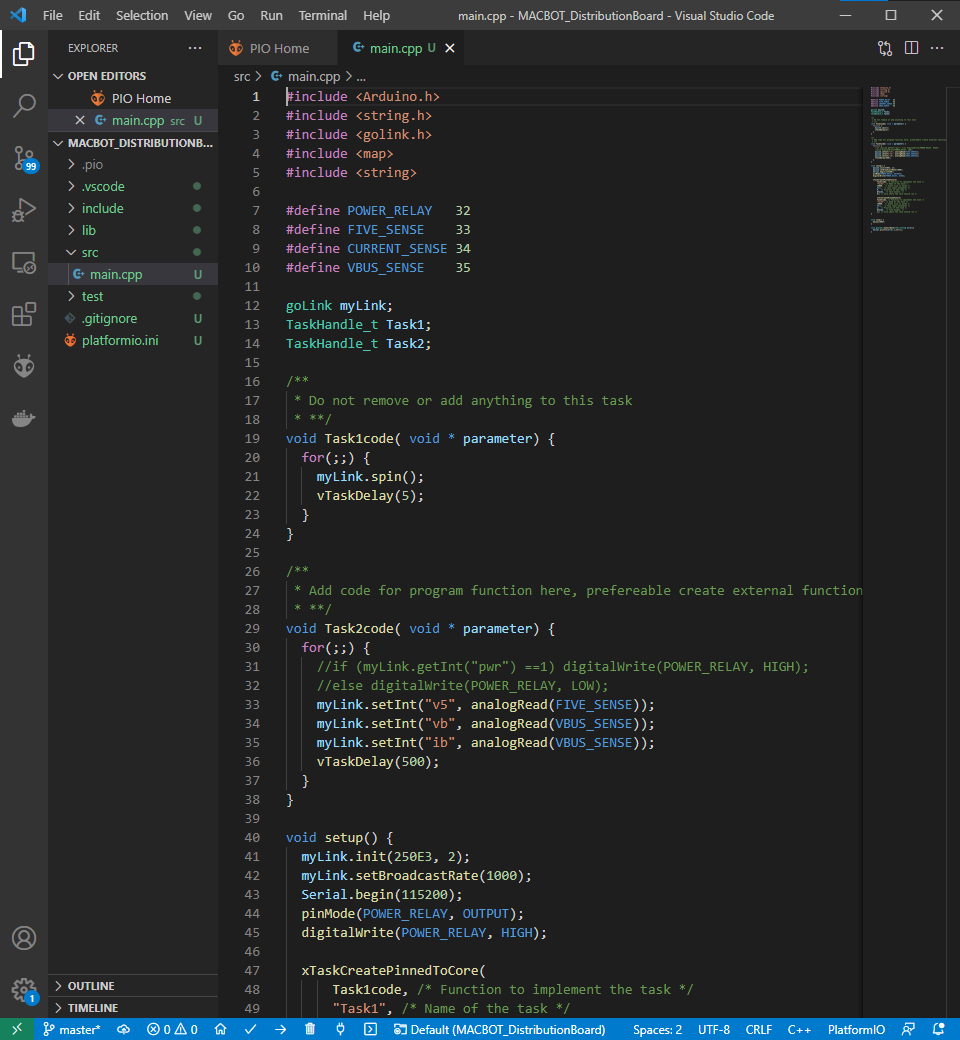 File Edit Selection View Go Run Terminal Help main.cpp - MACBOT_DistributionBoard - Visual Studio Code
EXPLORER
OPEN EDITORS
PIO Home
main.cpp src U
MACBOT_DISTRIBUTIONB...
.pio
.vscode
include
lib
src
main.cpp U
test
.gitignore U
platformio.ini U
OUTLINE
TIMELINE
99
1
PIO Home main.cpp U
src main.cpp ...
1 #include <Arduino.h>
2 #include <string.h>
3 #include <golink.h>
4 #include <map>
5 #include <string>
6
7 #define POWER_RELAY   32
8 #define FIVE_SENSE    33
9 #define CURRENT_SENSE 34
10 #define VBUS_SENSE    35
11
12 goLink myLink;
13 TaskHandle_t Task1;
14 TaskHandle_t Task2;
15
16 /**
17  * Do not remove or add anything to this task
18  * **/
19 void Task1code( void * parameter) {
20   for(;;) {
21     myLink.spin();
22     vTaskDelay(5);
23   }
24 }
25
26 /**
27  * Add code for program function here, prefereable create external function
28  * **/
29 void Task2code( void * parameter) {
30   for(;;) {
31     //if (myLink.getInt("pwr") ==1) digitalWrite(POWER_RELAY, HIGH);
32     //else digitalWrite(POWER_RELAY, LOW);
33     myLink.setInt("v5", analogRead(FIVE_SENSE));
34     myLink.setInt("vb", analogRead(VBUS_SENSE));
35     myLink.setInt("ib", analogRead(VBUS_SENSE));
36     vTaskDelay(500);
37   }
38 }
39
40 void setup() {
41   myLink.init(250E3, 2);
42   myLink.setBroadcastRate(1000);
43   Serial.begin(115200);
44   pinMode(POWER_RELAY, OUTPUT);
45   digitalWrite(POWER_RELAY, HIGH);
46
47   xTaskCreatePinnedToCore(
48       Task1code, /* Function to implement the task */
49       "Task1", /* Name of the task */
master* 0 0 Default (MACBOT_DistributionBoard) Spaces: 2 UTF-8 CRLF C++ PlatformIO